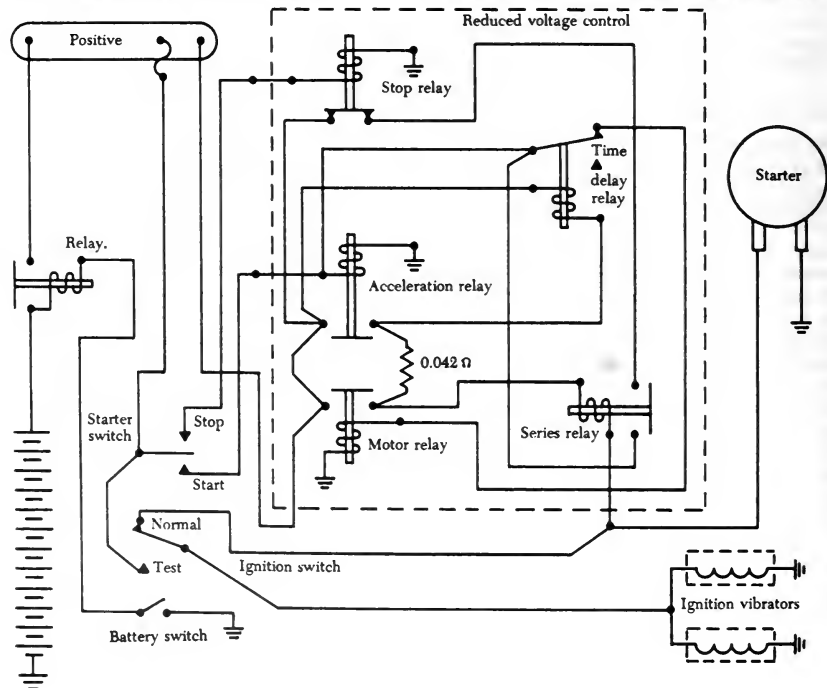 Reduced voltage control
Positive
Stop relay
Time
delay
relay
Starter
Relay.
Acceleration relay
0.042 Ω
Starter
switch
Stop
Motor relay
Series relay
Start
Normal
Test
Ignition switch
Ignition vibrators
Battery switch